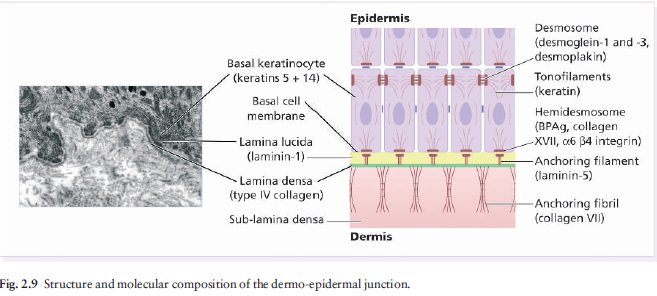 Epidermis
Basal keratinocyte
(keratins 5 + 14)
Basal cell
membrane
Lamina lucida
(laminin-1)
Lamina densa
(type IV collagen)
Sub-lamina densa
Dermis
Desmosome
(desmoglein-1 and -3,
desmoplakin)
Tonofilaments
(keratin)
Hemidesmosome
(BPAg, collagen
XVII, α6 β4 integrin)
Anchoring filament
(laminin-5)
Anchoring fibril
(collagen VII)
Fig. 2.9 Structure and molecular composition of the dermo-epidermal junction.